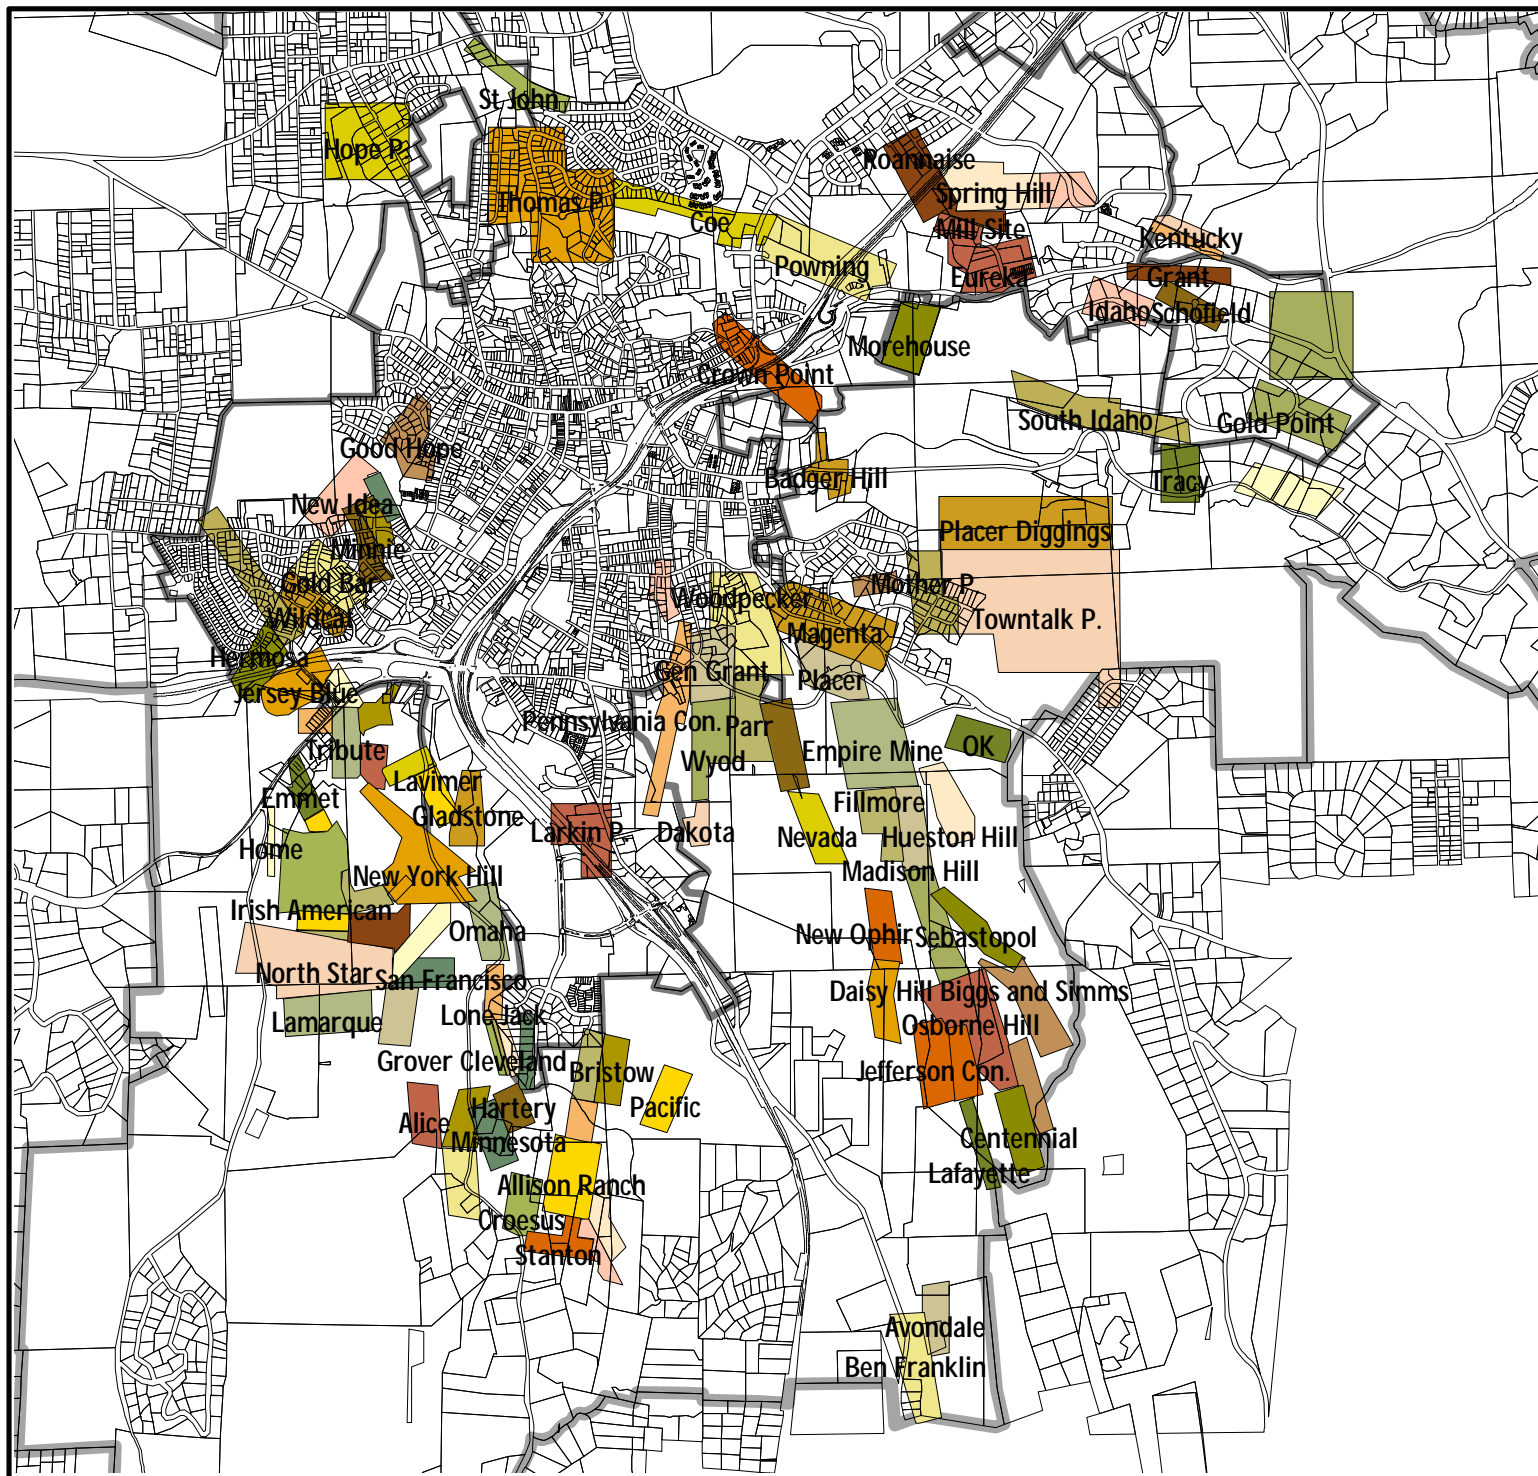 St John
Hope P.
Roannaise
Spring Hill
Thomas P.
Coe
Mill Site
Kentucky
Powning
Eureka
Grant
Idaho
Schofield
Morehouse
Crown Point
South Idaho
Gold Point
Good Hope
Badger Hill
Tracy
New Idea
Placer Diggings
Minnie
Gold Bar
Mother P
Woodpecker
Wildcat
Magenta
Towntalk P.
Hermosa
Gen Grant
Placer
Jersey Blue
Pennsylvania Con.
Parr
Tribute
Empire Mine
OK
Wyod
Lavimer
Emmet
Fillmore
Gladstone
Larkin P.
Dakota
Nevada
Hueston Hill
Home
Madison Hill
New York Hill
Irish American
Omaha
New Ophir
Sebastopol
North Star
San Francisco
Daisy Hill
Biggs and Simms
Lamarque
Lone Jack
Osborne Hill
Grover Cleveland
Bristow
Jefferson Con.
Hartery
Pacific
Alice
Minnesota
Centennial
Lafayette
Allison Ranch
Croesus
Stanton
Avondale
Ben Franklin